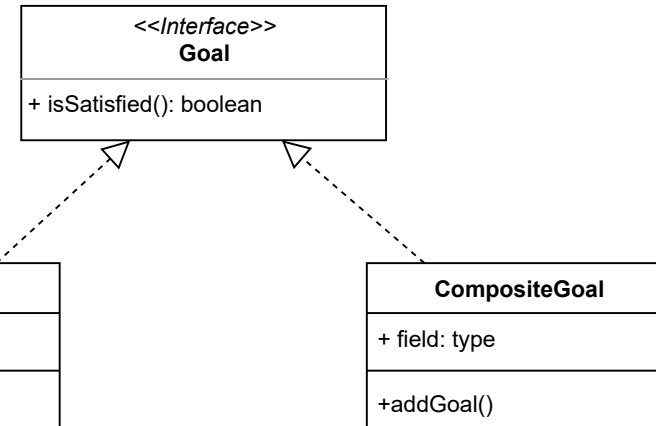 <<Interface>>
Goal
+ isSatisfied(): boolean
CompositeGoal
+ field: type
+addGoal()